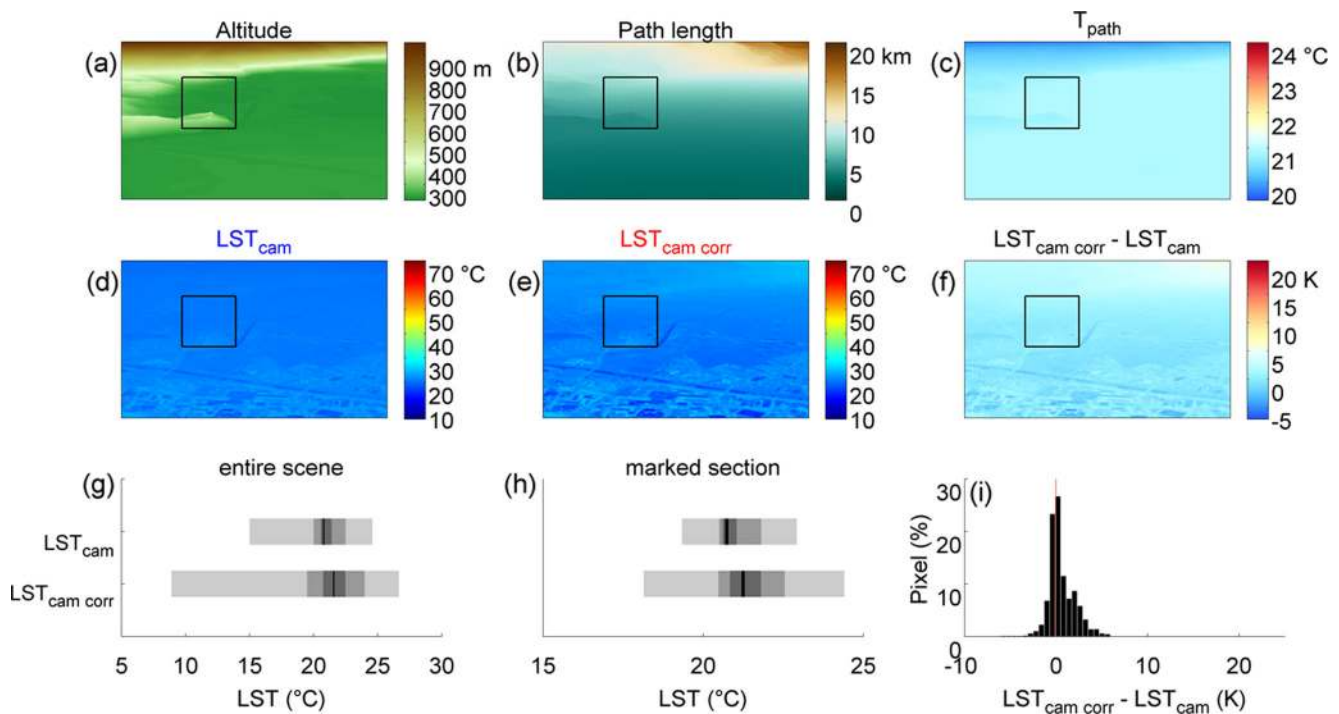 Altitude
Path length
T_path
(a)
900 m
800
700
600
500
400
300
(b)
20 km
15
10
5
0
(c)
24 °C
23
22
21
20
LST_cam
LST_cam corr
LST_cam corr - LST_cam
(d)
70 °C
60
50
40
30
20
10
(e)
70 °C
60
50
40
30
20
10
(f)
20 K
15
10
5
0
-5
entire scene
marked section
(g)
LST_cam
LST_cam corr
5 10 15 20 25 30
LST (°C)
(h)
15 20 25
LST (°C)
(i)
Pixel (%)
30
20
10
0
-10 0 10 20
LST_cam corr - LST_cam (K)